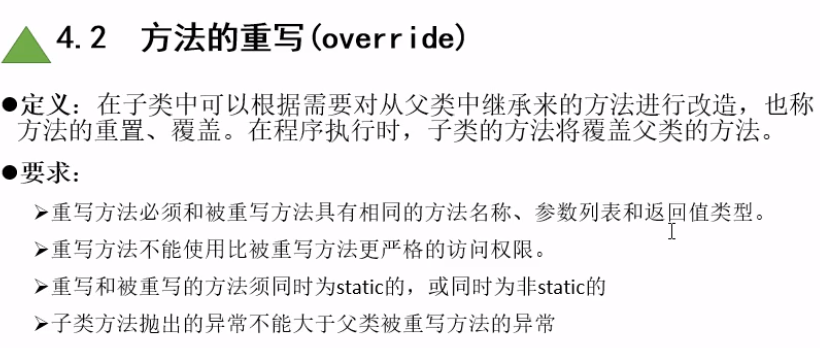 4.2 方法的重写(override)
●定义：在子类中可以根据需要对从父类中继承来的方法进行改造，也称
方法的重置、覆盖。在程序执行时，子类的方法将覆盖父类的方法。
●要求：
➢重写方法必须和被重写方法具有相同的方法名称、参数列表和返回值类型。
➢重写方法不能使用比被重写方法更严格的访问权限。
➢重写和被重写的方法须同时为static的，或同时为非static的
➢子类方法抛出的异常不能大于父类被重写方法的异常